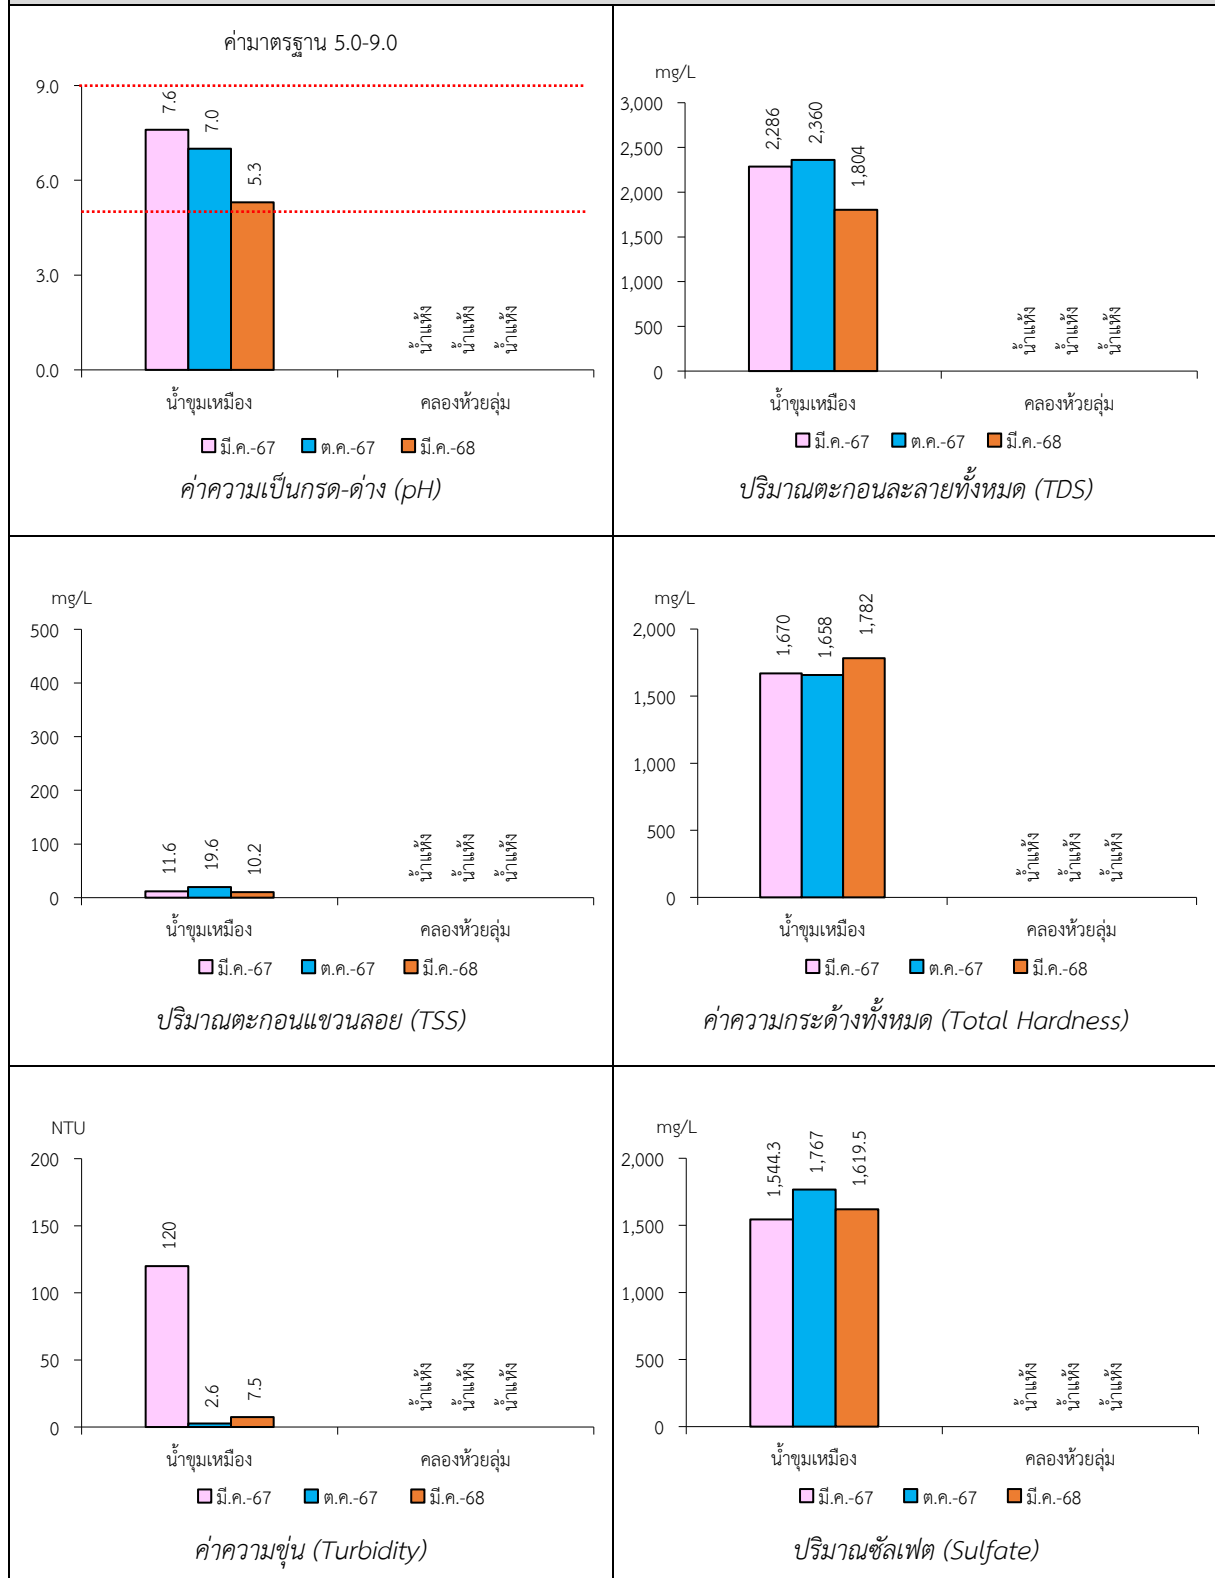 ค่ามาตรฐาน 5.0-9.0
9.0
6.0
3.0
0.0
7.6
7.0
5.3
น้ำแห้ง น้ำแห้ง น้ำแห้ง
น้ำขุมเหมือง คลองห้วยลุ่ม
มี.ค.-67 ต.ค.-67 มี.ค.-68
ค่าความเป็นกรด-ด่าง (pH)
mg/L
3,000
2,500
2,000
1,500
1,000
500
0
2,286
2,360
1,804
น้ำแห้ง น้ำแห้ง น้ำแห้ง
น้ำขุมเหมือง คลองห้วยลุ่ม
มี.ค.-67 ต.ค.-67 มี.ค.-68
ปริมาณตะกอนละลายทั้งหมด (TDS)
mg/L
500
400
300
200
100
0
11.6
19.6
10.2
น้ำแห้ง น้ำแห้ง น้ำแห้ง
น้ำขุมเหมือง คลองห้วยลุ่ม
มี.ค.-67 ต.ค.-67 มี.ค.-68
ปริมาณตะกอนแขวนลอย (TSS)
mg/L
2,000
1,500
1,000
500
0
1,670
1,658
1,782
น้ำแห้ง น้ำแห้ง น้ำแห้ง
น้ำขุมเหมือง คลองห้วยลุ่ม
มี.ค.-67 ต.ค.-67 มี.ค.-68
ค่าความกระด้างทั้งหมด (Total Hardness)
NTU
200
150
100
50
0
120
2.6
7.5
น้ำแห้ง น้ำแห้ง น้ำแห้ง
น้ำขุมเหมือง คลองห้วยลุ่ม
มี.ค.-67 ต.ค.-67 มี.ค.-68
ค่าความขุ่น (Turbidity)
mg/L
2,000
1,500
1,000
500
0
1,544.3
1,767
1,619.5
น้ำแห้ง น้ำแห้ง น้ำแห้ง
น้ำขุมเหมือง คลองห้วยลุ่ม
มี.ค.-67 ต.ค.-67 มี.ค.-68
ปริมาณซัลเฟต (Sulfate)